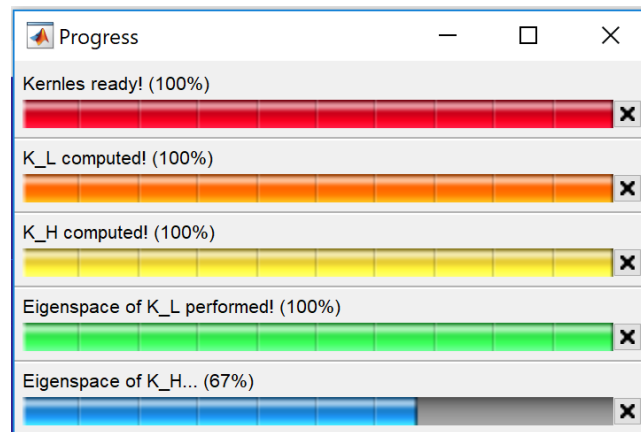 Progress
Kernles ready! (100%)
K_L computed! (100%)
K_H computed! (100%)
Eigenspace of K_L performed! (100%)
Eigenspace of K_H... (67%)